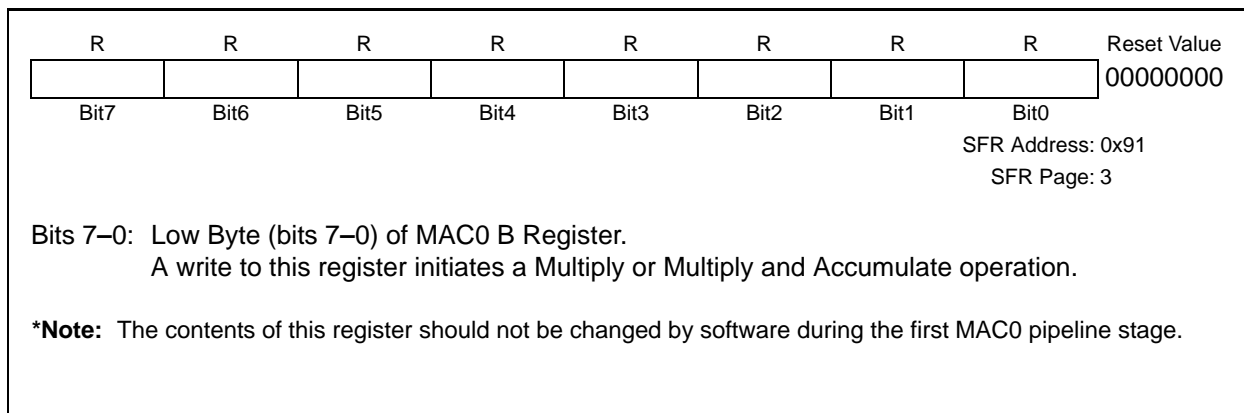 R R R R R R R R Reset Value
00000000
Bit7 Bit6 Bit5 Bit4 Bit3 Bit2 Bit1 Bit0
SFR Address: 0x91
SFR Page: 3
Bits 7–0: Low Byte (bits 7–0) of MAC0 B Register.
A write to this register initiates a Multiply or Multiply and Accumulate operation.
*Note: The contents of this register should not be changed by software during the first MAC0 pipeline stage.